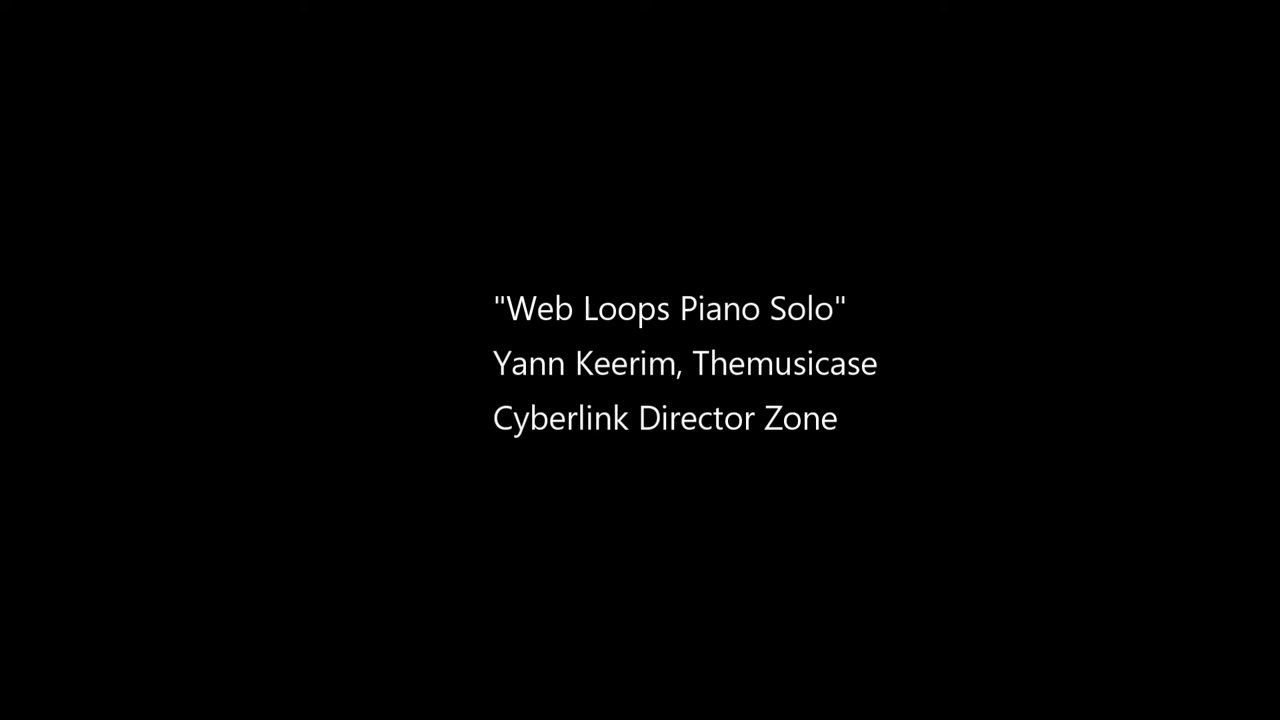 "Web Loops Piano Solo"
Yann Keerim, Themusicase
Cyberlink Director Zone